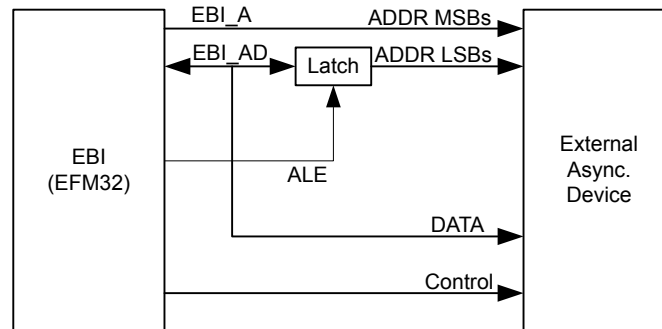 EBI_A
ADDR MSBs
EBI_AD
Latch
ADDR LSBs
EBI
(EFM32)
ALE
External
Async.
Device
DATA
Control